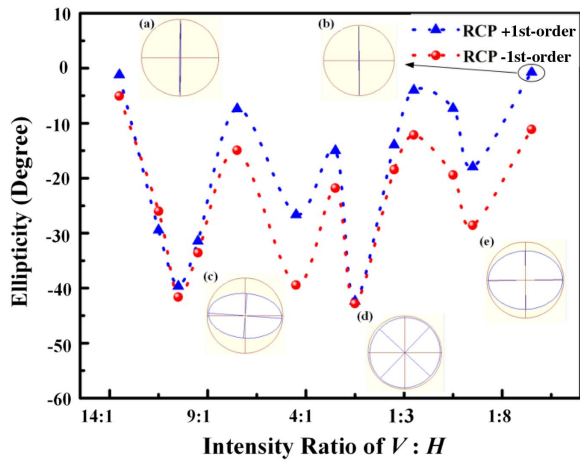 (a)
(b)
RCP +1st-order
RCP -1st-order
10
0
-10
-20
-30
-40
-50
-60
Ellipticity (Degree)
(c)
(d)
(e)
14:1
9:1
4:1
1:3
1:8
Intensity Ratio of V : H